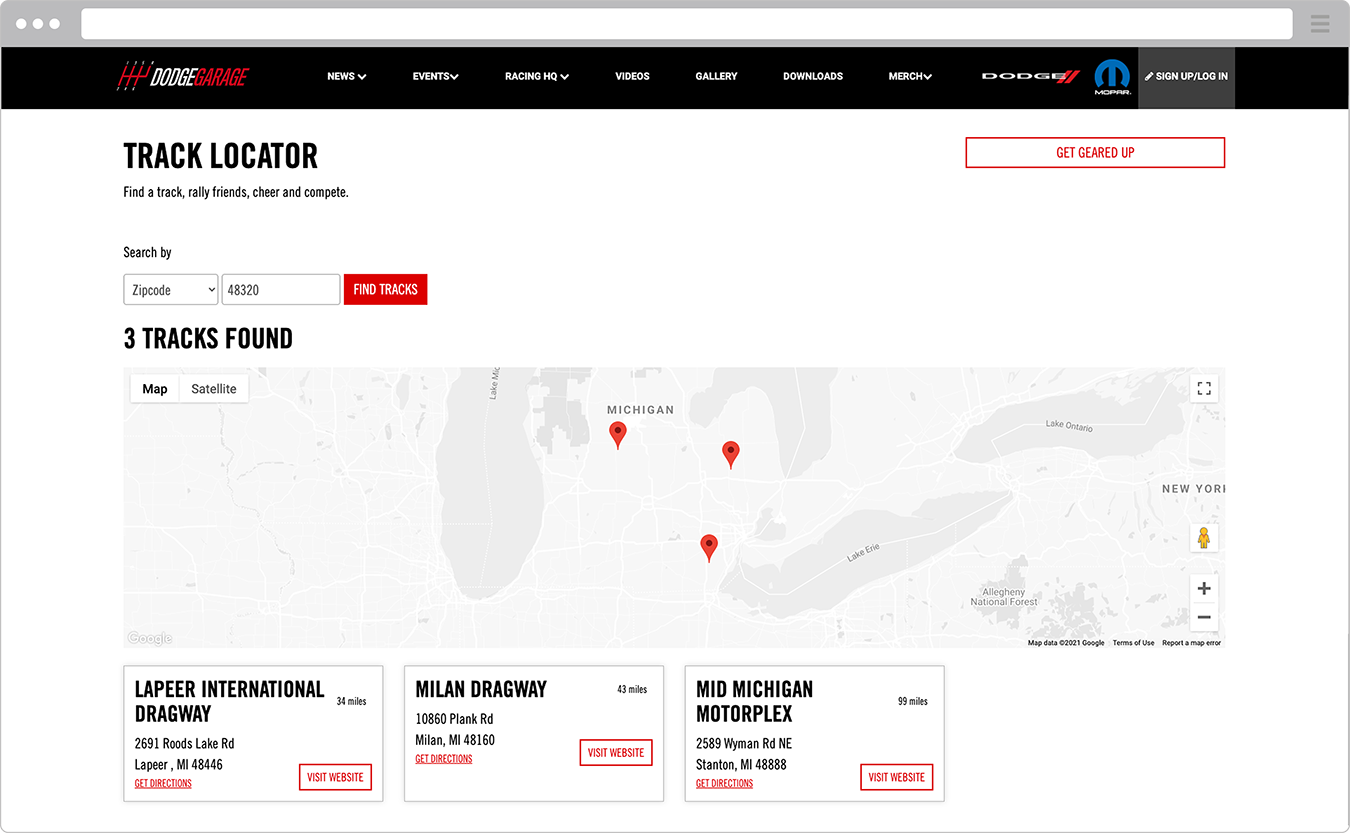 DODGEGARAGE
NEWS
EVENTS
RACING HQ
VIDEOS
GALLERY
DOWNLOADS
MERCH
DODGE
MOPAR.
SIGN UP/LOG IN
TRACK LOCATOR
GET GEARED UP
Find a track, rally friends, cheer and compete.
Search by
Zipcode
48320
FIND TRACKS
3 TRACKS FOUND
Map
Satellite
Lake Mic
MICHIGAN
Lake Ontario
NEW YORK
Lake Erie
Allegheny
National Forest
Google
Map data ©2021 Google
Terms of Use
Report a map error
LAPEER INTERNATIONAL
DRAGWAY
34 miles
2691 Roods Lake Rd
Lapeer , MI 48446
GET DIRECTIONS
VISIT WEBSITE
MILAN DRAGWAY
43 miles
10860 Plank Rd
Milan, MI 48160
GET DIRECTIONS
VISIT WEBSITE
MID MICHIGAN
MOTORPLEX
99 miles
2589 Wyman Rd NE
Stanton, MI 48888
GET DIRECTIONS
VISIT WEBSITE